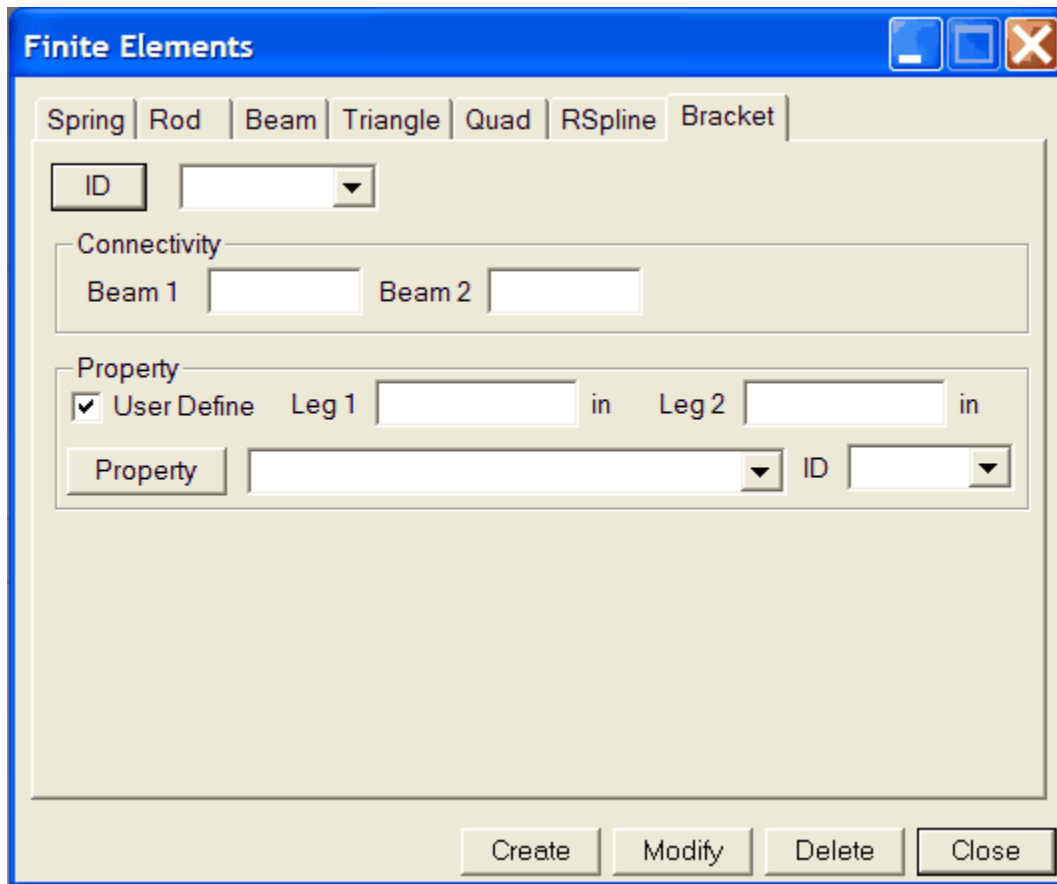 Finite Elements
Spring Rod Beam Triangle Quad RSpline Bracket
ID
Connectivity
Beam 1 Beam 2
Property
User Define Leg 1 in Leg 2 in
Property ID
Create Modify Delete Close